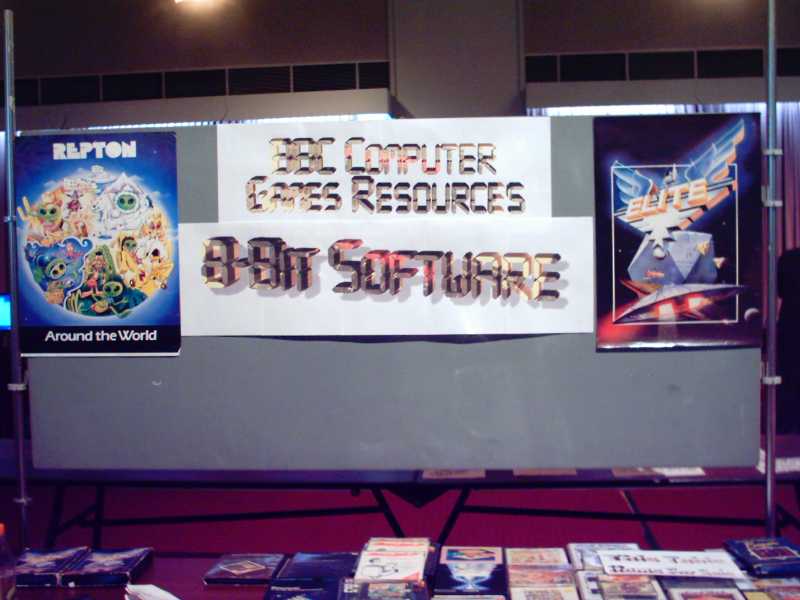 REPTON
Around the World
BBC COMPUTER
GAMES RESOURCES
8-BIT SOFTWARE
ELITE